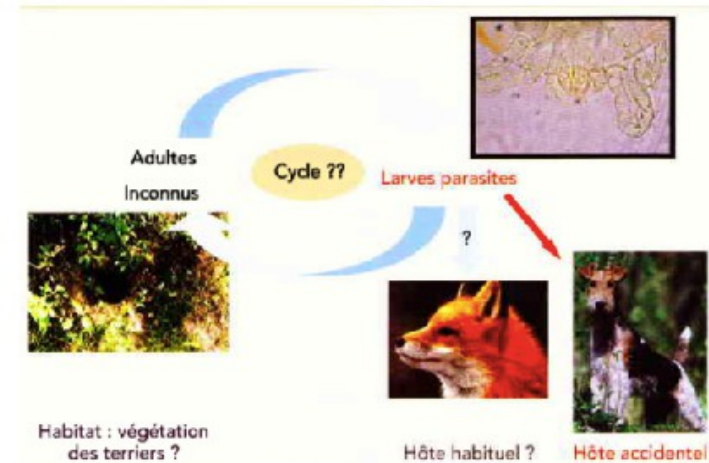 Adultes
Inconnus
Cycle ??
Larves parasites
?
Habitat : végétation
des terriers ?
Hôte habituel ?
Hôte accidentel